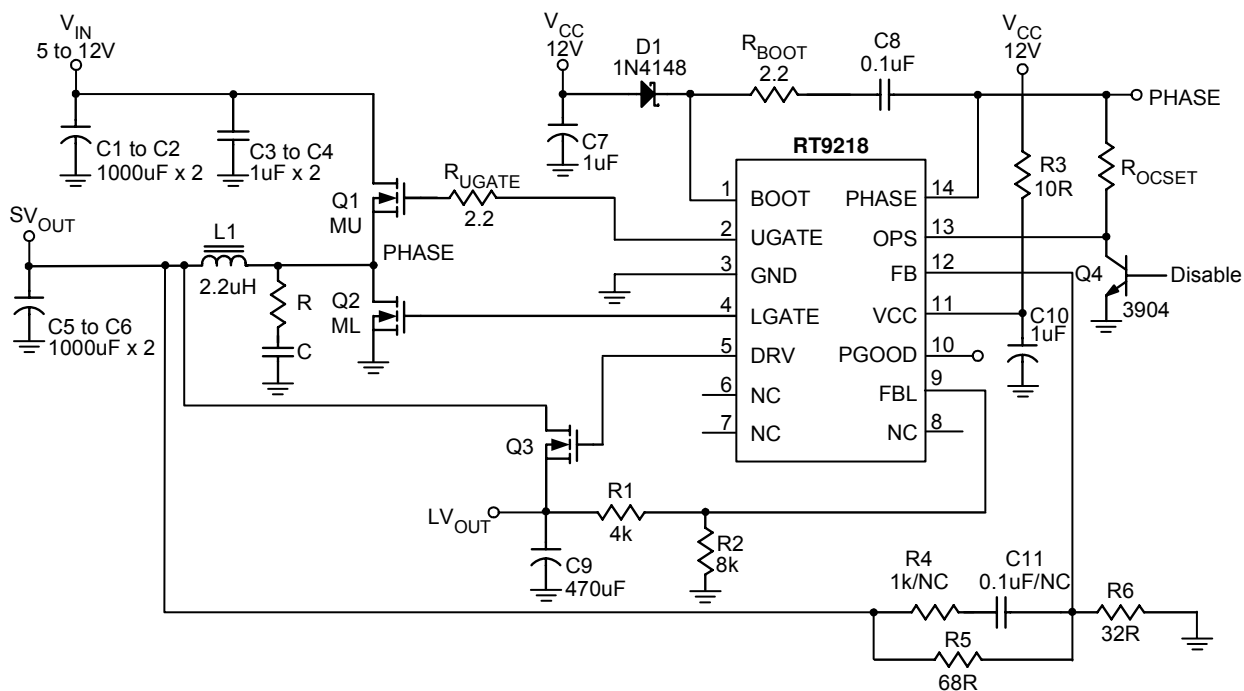 VIN
5 to 12V
VCC
12V
D1
1N4148
RBOOT
2.2
C8
0.1uF
VCC
12V
PHASE
C1 to C2
1000uF x 2
C3 to C4
1uF x 2
C7
1uF
RT9218
R3
10R
ROCSET
RUGATE
2.2
Q1
MU
PHASE
SVOUT
L1
2.2uH
R
C
Q2
ML
C5 to C6
1000uF x 2
1 BOOT
2 UGATE
3 GND
4 LGATE
5 DRV
6 NC
7 NC
PHASE 14
OPS 13
FB 12
VCC 11
PGOOD 10
FBL 9
NC 8
Q4
3904
Disable
C10
1uF
Q3
LVOUT
R1
4k
R2
8k
C9
470uF
R4
1k/NC
C11
0.1uF/NC
R6
32R
R5
68R